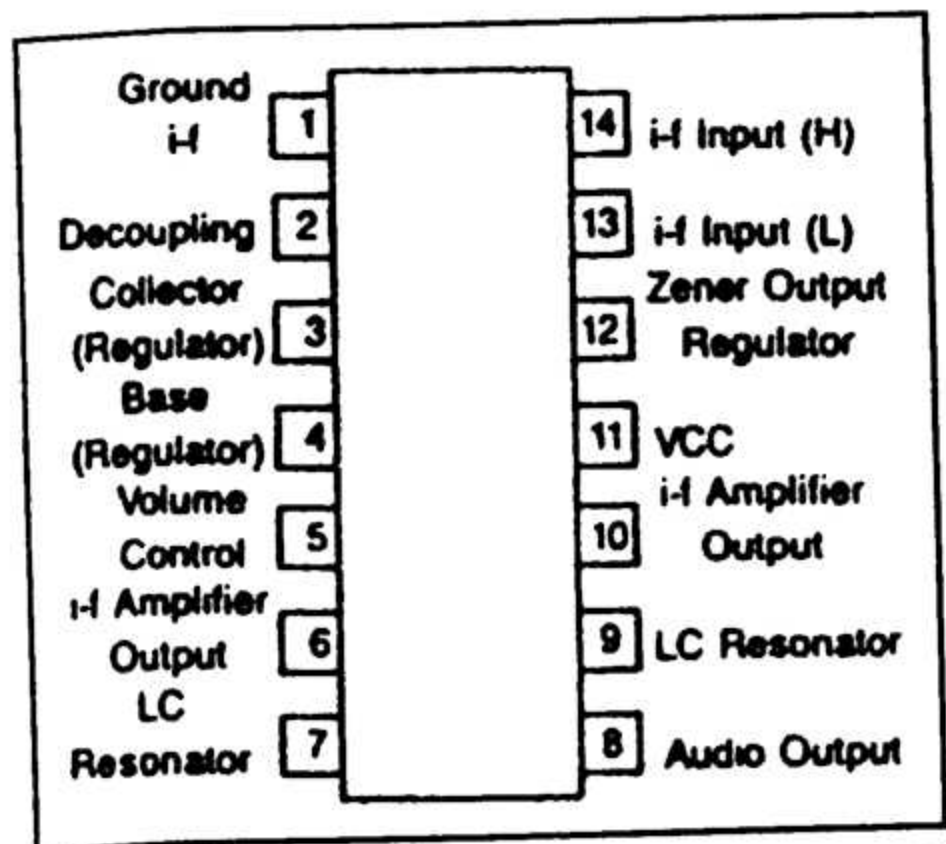 Ground
i-f
1
Decoupling
2
Collector
(Regulator)
3
Base
(Regulator)
4
Volume
Control
5
i-f Amplifier
Output
6
LC
Resonator
7
14
i-f Input (H)
13
i-f Input (L)
Zener Output
12
Regulator
11
VCC
i-f Amplifier
10
Output
9
LC Resonator
8
Audio Output